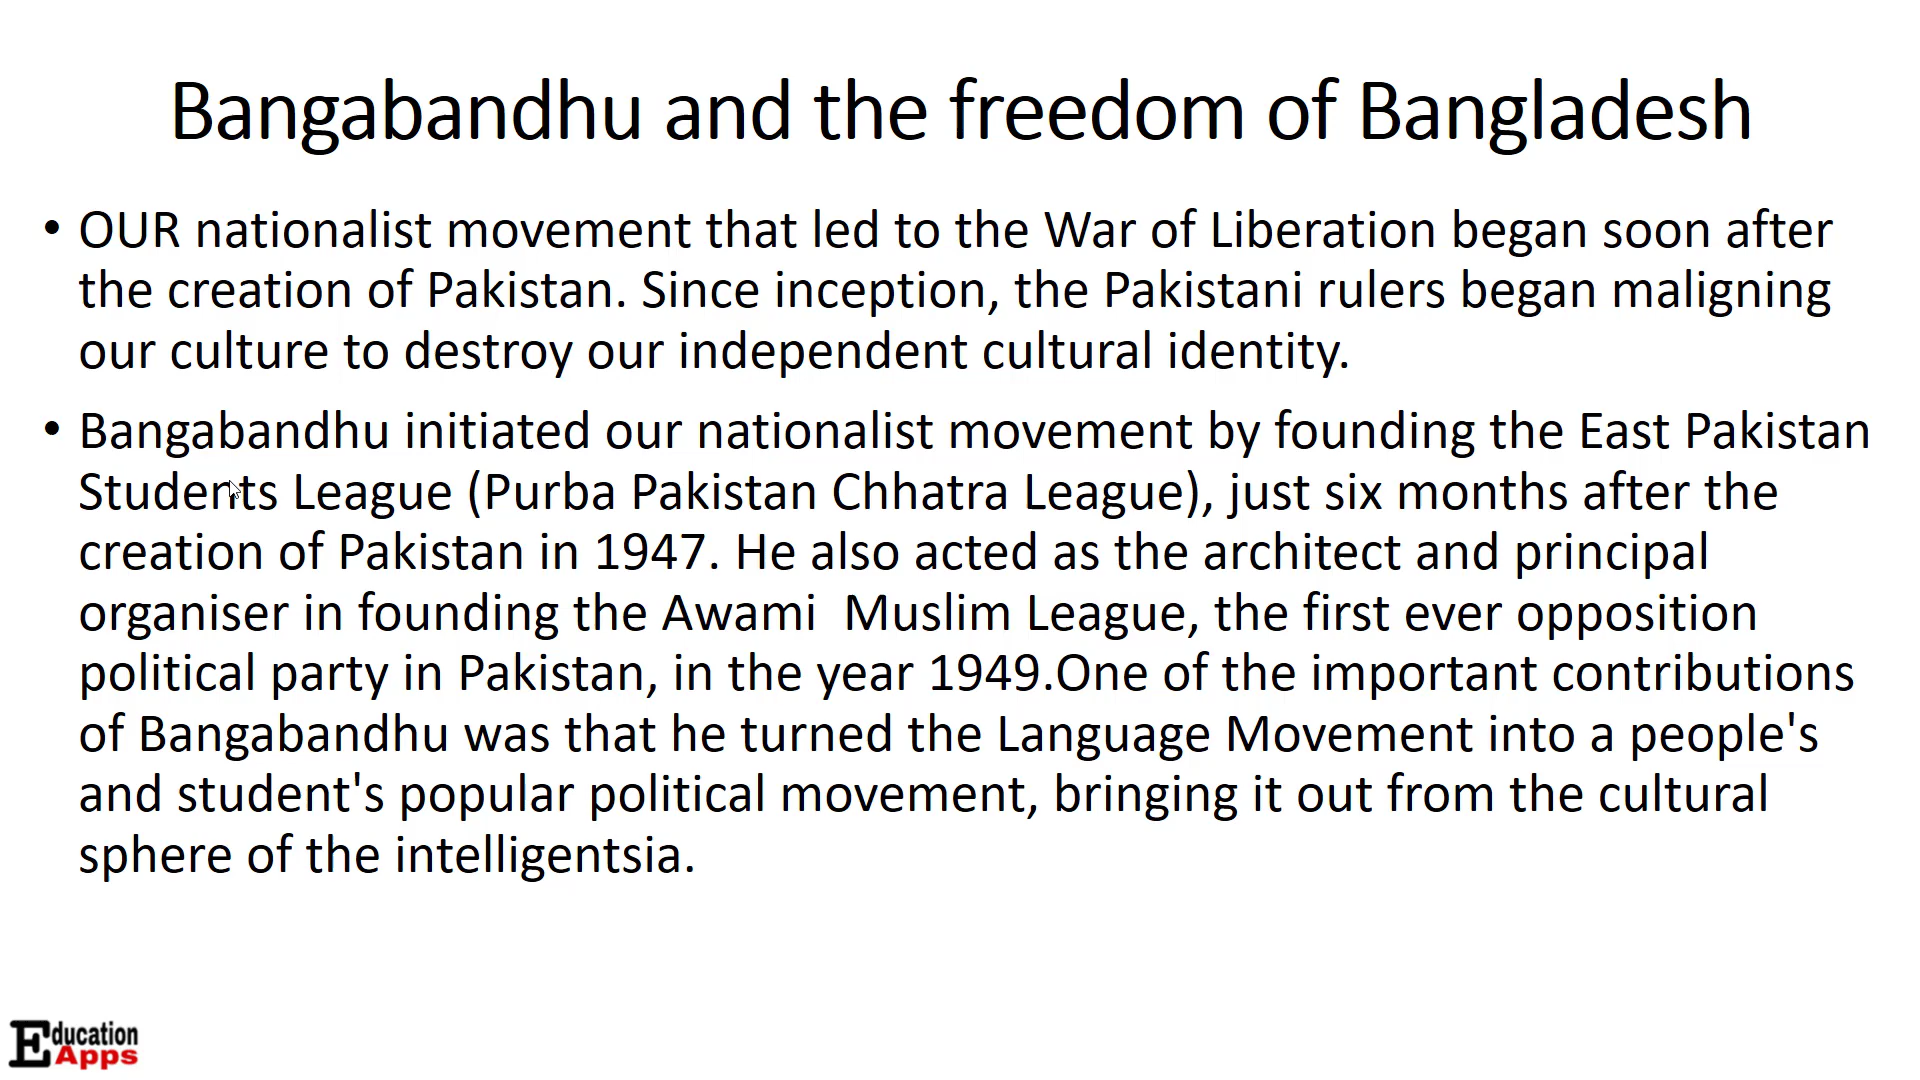 Bangabandhu and the freedom of Bangladesh
• OUR nationalist movement that led to the War of Liberation began soon after
the creation of Pakistan. Since inception, the Pakistani rulers began maligning
our culture to destroy our independent cultural identity.
• Bangabandhu initiated our nationalist movement by founding the East Pakistan
Students League (Purba Pakistan Chhatra League), just six months after the
creation of Pakistan in 1947. He also acted as the architect and principal
organiser in founding the Awami  Muslim League, the first ever opposition
political party in Pakistan, in the year 1949.One of the important contributions
of Bangabandhu was that he turned the Language Movement into a people's
and student's popular political movement, bringing it out from the cultural
sphere of the intelligentsia.
Education
Apps